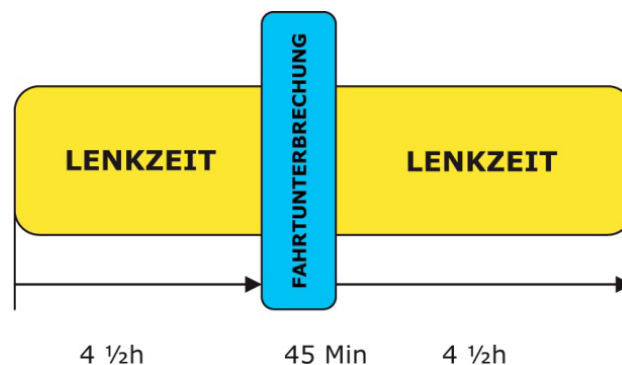 LENKZEIT
FAHRTUNTERBRECHUNG
LENKZEIT
4 ½h
45 Min
4 ½h